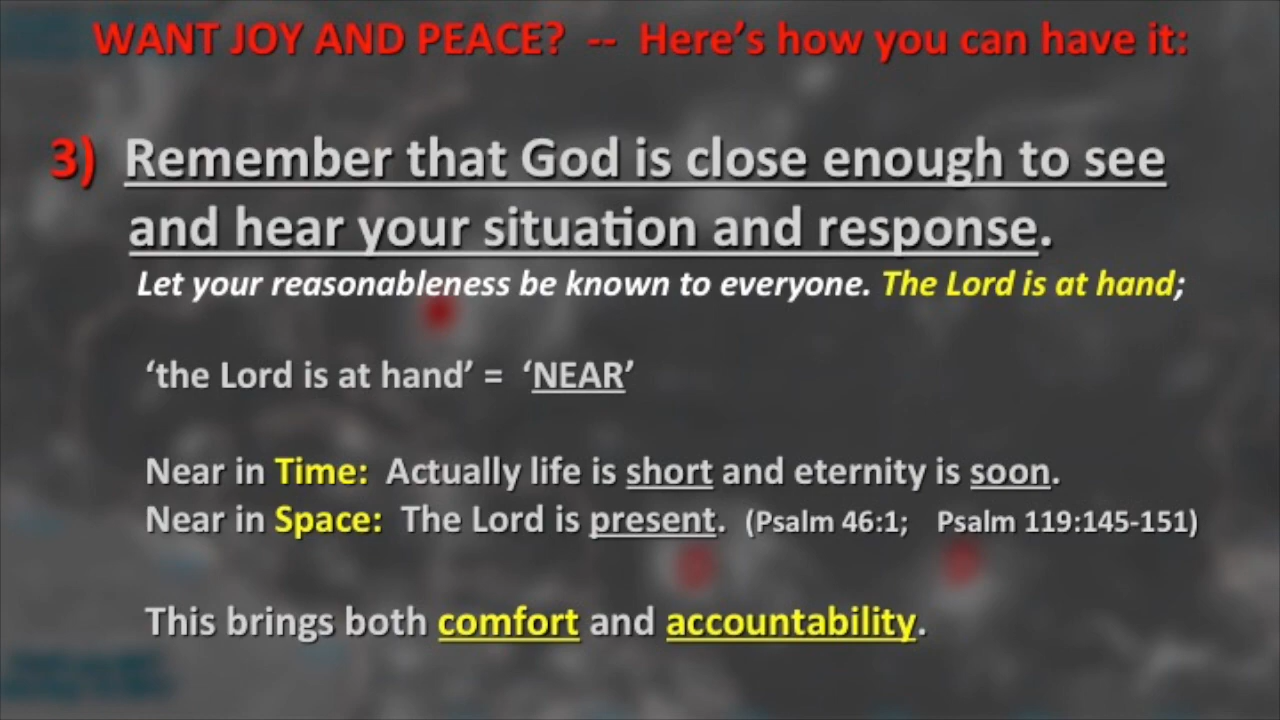 WANT JOY AND PEACE? -- Here’s how you can have it:
3) Remember that God is close enough to see
and hear your situation and response.
Let your reasonableness be known to everyone. The Lord is at hand;
‘the Lord is at hand’ = ‘NEAR’
Near in Time: Actually life is short and eternity is soon.
Near in Space: The Lord is present. (Psalm 46:1; Psalm 119:145-151)
This brings both comfort and accountability.